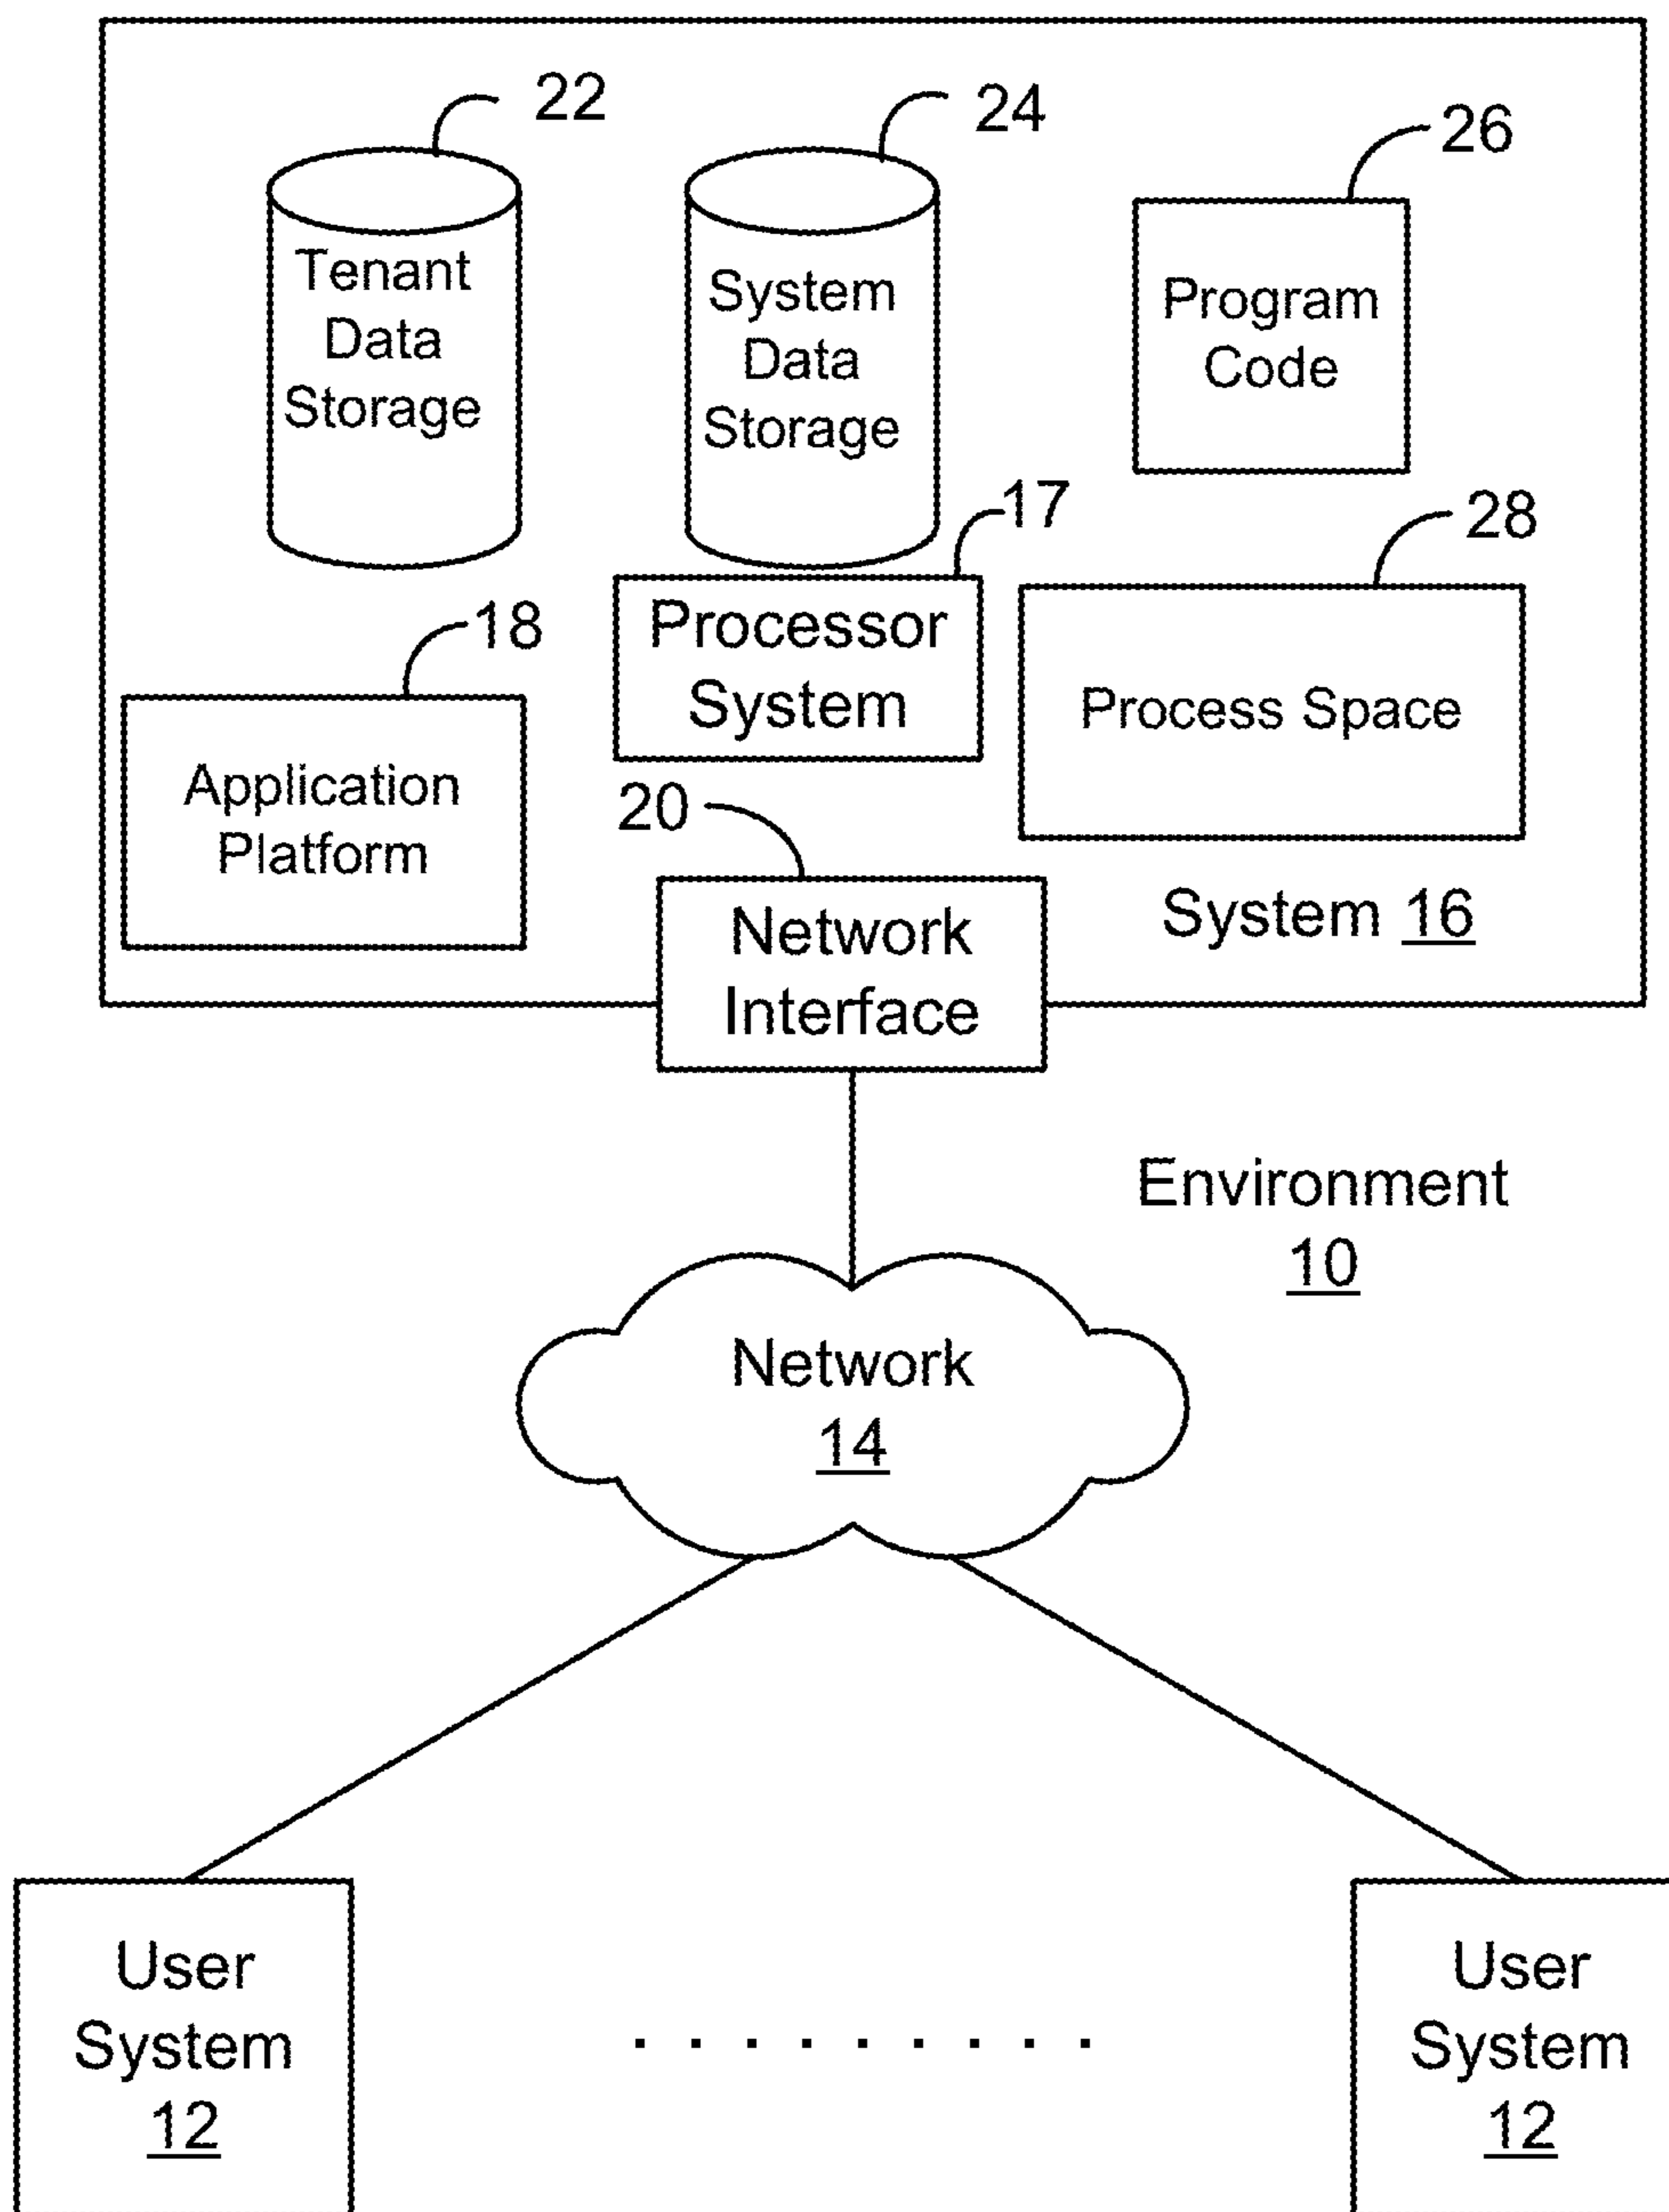 22
24
26
Tenant
Data
Storage
System
Data
Storage
Program
Code
17
28
18
Processor
System
Process Space
Application
Platform
20
Network
Interface
System 16
Environment
10
Network
14
User
System
12
. . . . . . . . .
User
System
12